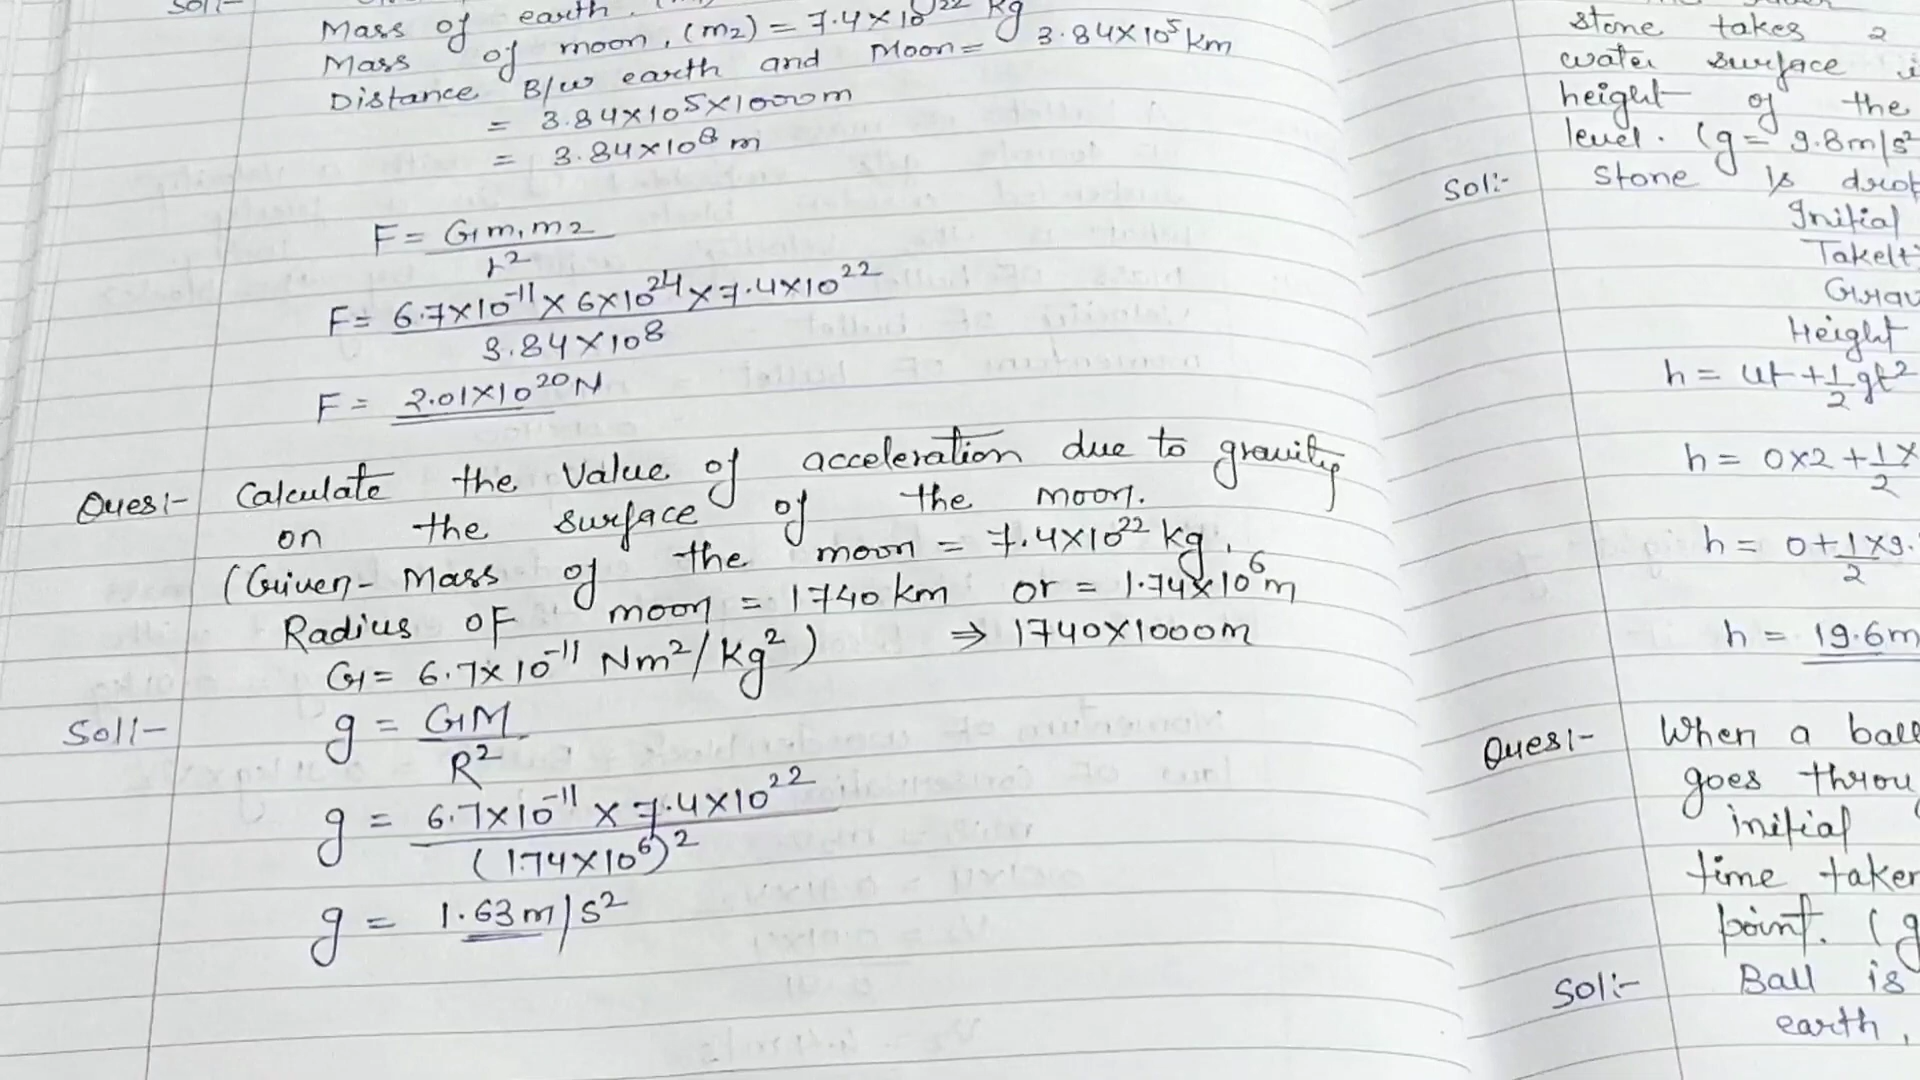 Sol:-
Mass of earth
Mass of moon, (m2) = 7.4×10²² kg
Distance B/w earth and Moon= 3.84×10⁵ km
= 3.84×10⁵×1000m
= 3.84×10⁸ m
F= Gm1m2 / r²
F= 6.7×10⁻¹¹ × 6×10²⁴ × 7.4×10²² / 3.84×10⁸
F= 2.01×10²⁰ N
Ques:- Calculate the Value of acceleration due to gravity
on the surface of the moon.
(Given- Mass of the moon = 7.4×10²² kg,
Radius OF moon = 1740 km or = 1.74×10⁶m
G= 6.7×10⁻¹¹ Nm²/kg²) ⇒ 1740×1000m
Sol:- g = GM / R²
g = 6.7×10⁻¹¹ × 7.4×10²² / (1.74×10⁶)²
g = 1.63 m/s²
stone takes 2
water surface
height of the
level. (g= 9.8m/s²
Sol:- Stone is
Initial
Height
h = ut + 1/2 gt²
h = 0×2 + 1/2 ×
h = 0 + 1/2 ×9.
h = 19.6m
Ques:- When a ball
goes
initial
time
point. (g
Sol:- Ball is
earth,